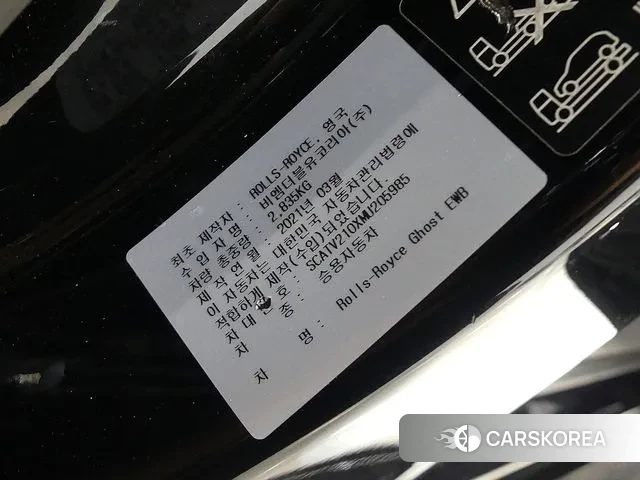 최초 제작자 : ROLLS-ROYCE, 영국
수입 자명 : 비엠더블유코리아(주)
차량 총중량 : 2,835KG
제작 연월 : 2021년 03월
이 자동차는 대한민국 자동차관리법령에
적합하게 제작(수입)되었습니다.
차대 번호 : SCATV210XMU205985
차 종 : 승용자동차
차 명 : Rolls-Royce Ghost EWB
CARSKOREA